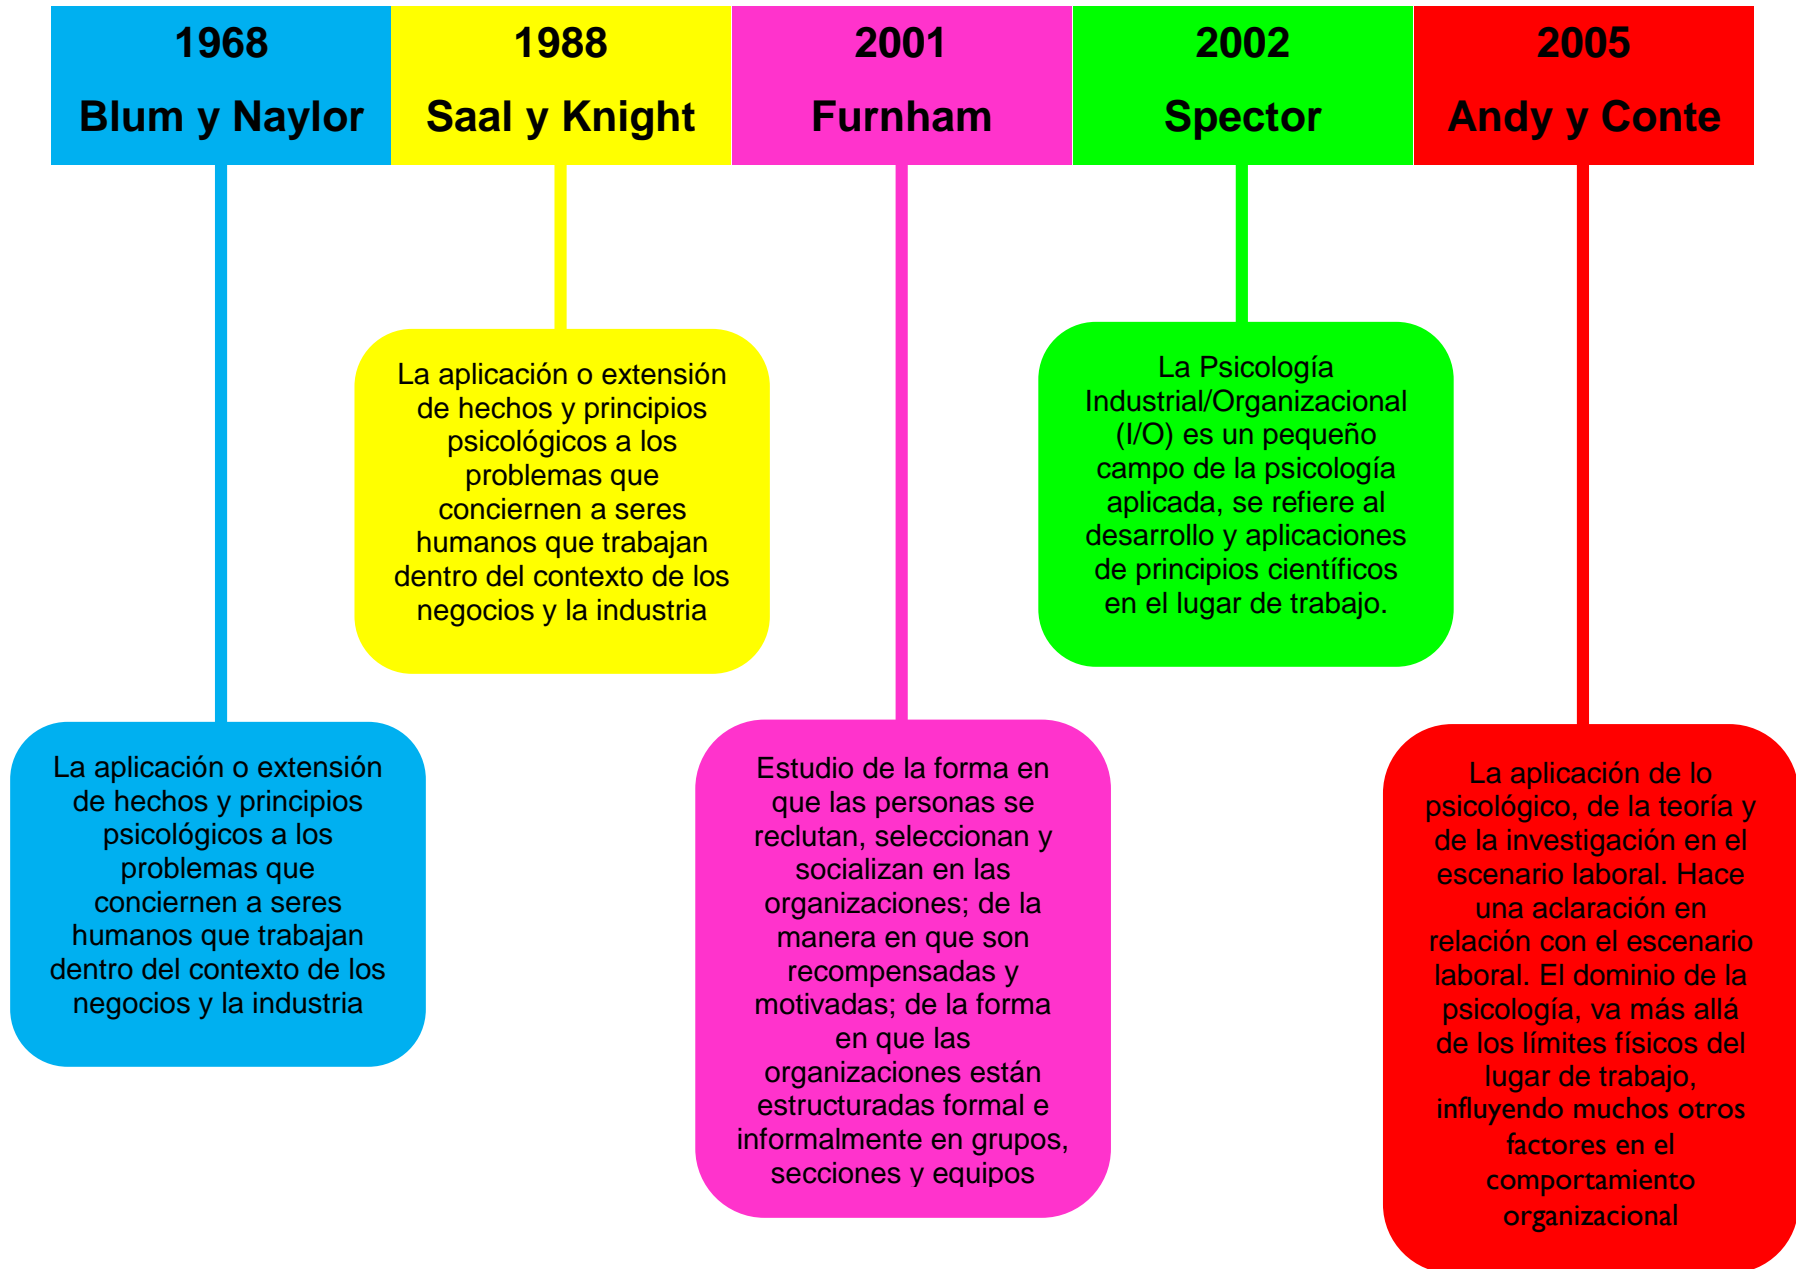 1968
Blum y Naylor
1988
Saal y Knight
2001
Furnham
2002
Spector
2005
Andy y Conte
La aplicación o extensión
de hechos y principios
psicológicos a los
problemas que
conciernen a seres
humanos que trabajan
dentro del contexto de los
negocios y la industria
La aplicación o extensión
de hechos y principios
psicológicos a los
problemas que
conciernen a seres
humanos que trabajan
dentro del contexto de los
negocios y la industria
Estudio de la forma en
que las personas se
reclutan, seleccionan y
socializan en las
organizaciones; de la
manera en que son
recompensadas y
motivadas; de la forma
en que las
organizaciones están
estructuradas formal e
informalmente en grupos,
secciones y equipos
La Psicología
Industrial/Organizacional
(I/O) es un pequeño
campo de la psicología
aplicada, se refiere al
desarrollo y aplicaciones
de principios científicos
en el lugar de trabajo.
La aplicación de lo
psicológico, de la teoría y
de la investigación en el
escenario laboral. Hace
una aclaración en
relación con el escenario
laboral. El dominio de la
psicología, va más allá
de los límites físicos del
lugar de trabajo,
influyendo muchos otros
factores en el
comportamiento
organizacional